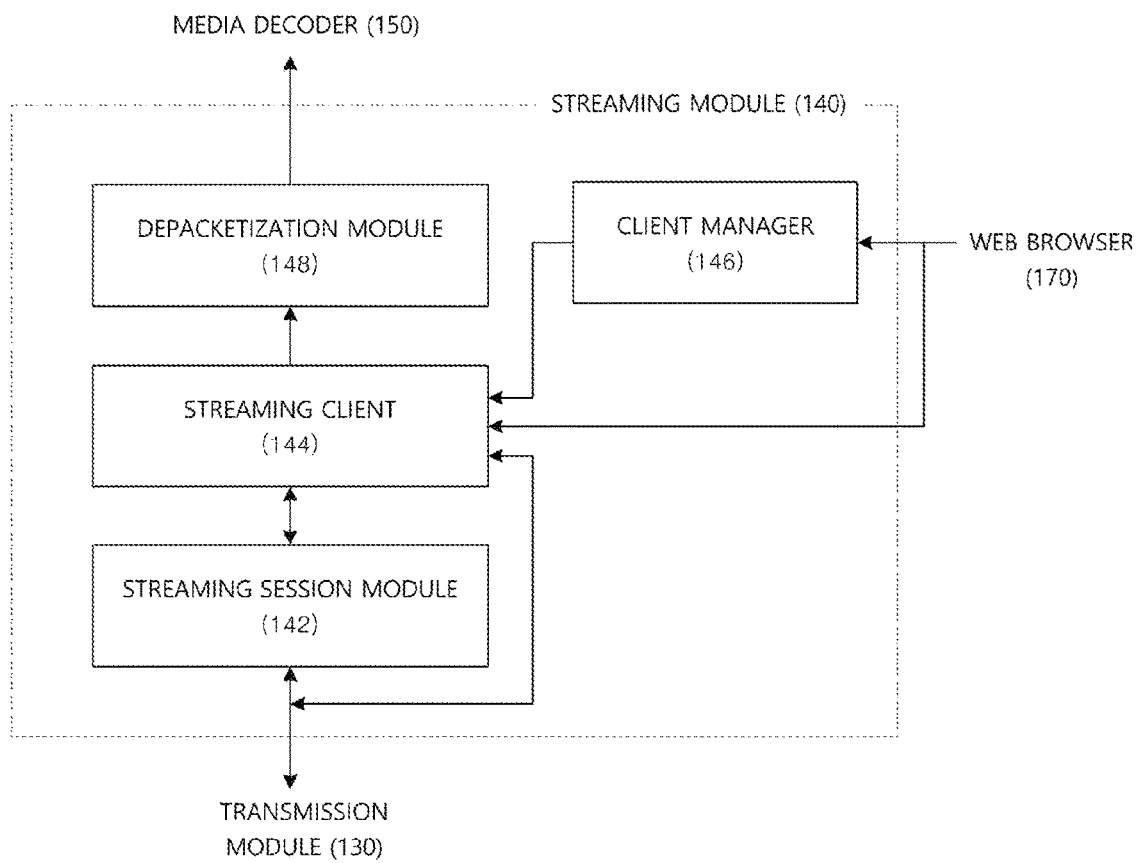 MEDIA DECODER (150)
STREAMING MODULE (140)
DEPACKETIZATION MODULE
(148)
CLIENT MANAGER
(146)
WEB BROWSER
(170)
STREAMING CLIENT
(144)
STREAMING SESSION MODULE
(142)
TRANSMISSION
MODULE (130)